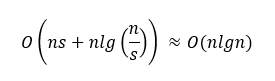 O(ns + nlg(n/s)) ≈ O(nlgn)